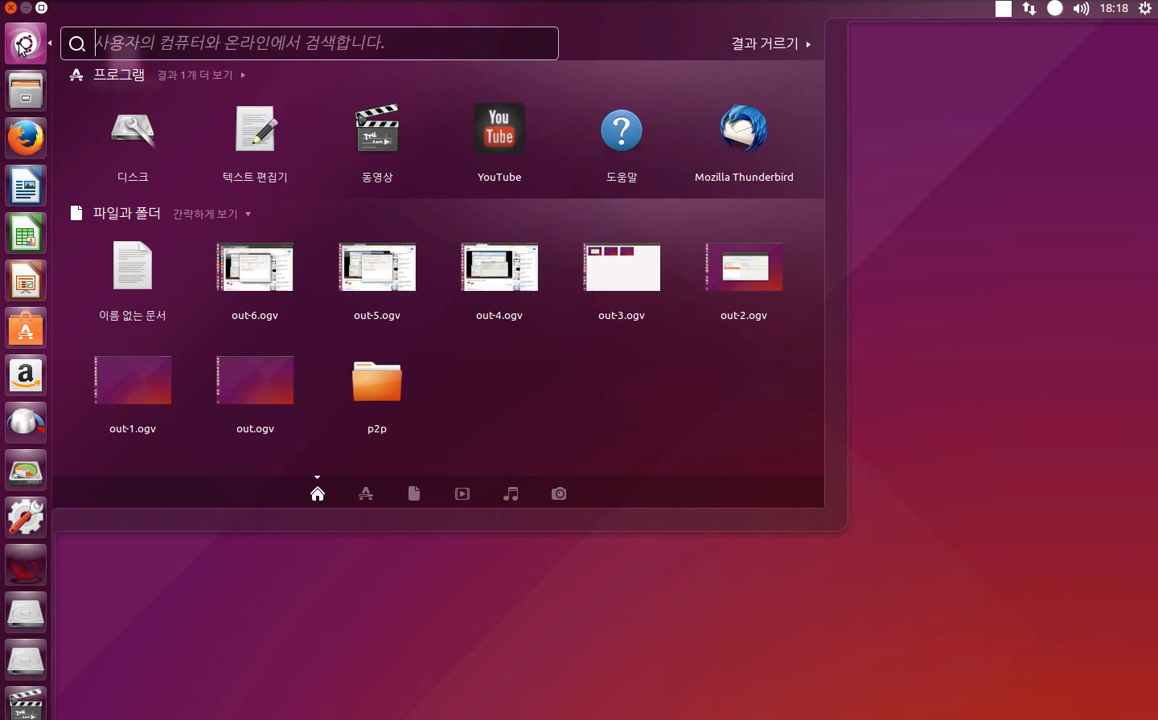 18:18
사용자의 컴퓨터와 온라인에서 검색합니다.
결과 거르기
프로그램 결과 1개 더 보기
You Tube
디스크 텍스트 편집기 동영상 YouTube 도움말 Mozilla Thunderbird
파일과 폴더 간략하게 보기
이름 없는 문서 out-6.ogv out-5.ogv out-4.ogv out-3.ogv out-2.ogv
out-1.ogv out.ogv p2p
a